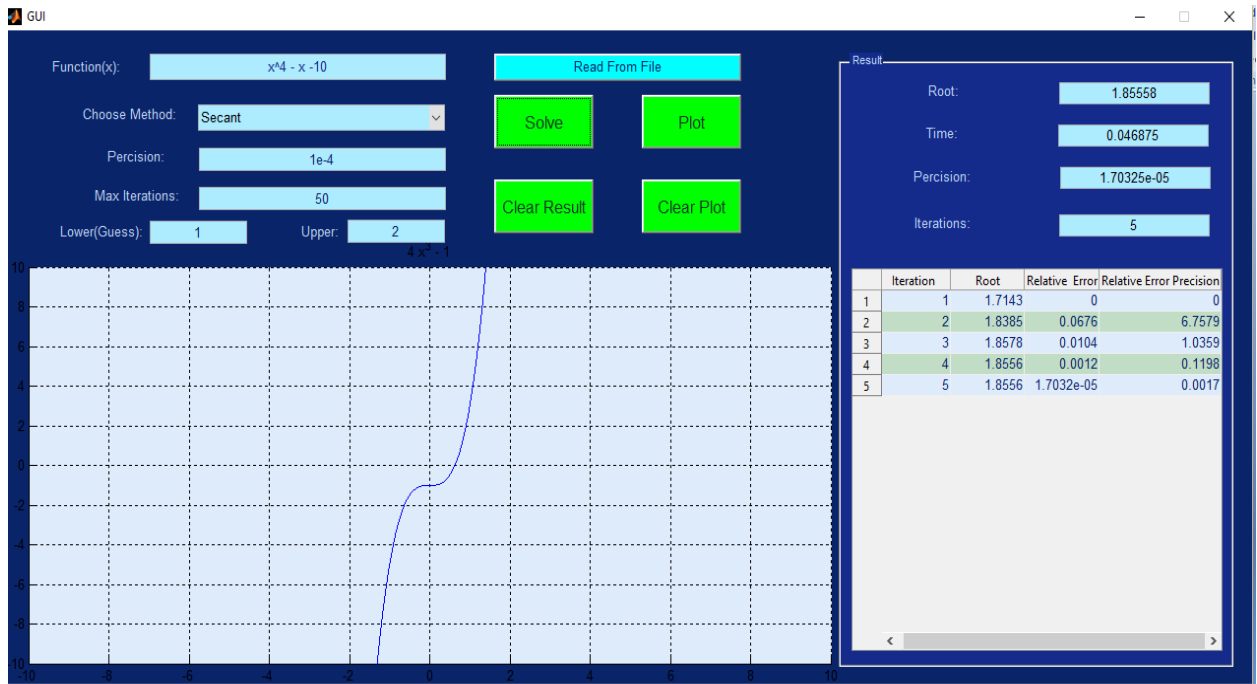 GUI
Function(x): x^4 - x -10
Read From File
Choose Method: Secant
Solve
Plot
Percision: 1e-4
Max Iterations: 50
Clear Result
Clear Plot
Lower(Guess): 1 Upper: 2
4 x³ - 1
10
8
6
4
2
0
-2
-4
-6
-8
-10
-10 -8 -6 -4 -2 0 2 4 6 8 10
Result
Root: 1.85558
Time: 0.046875
Percision: 1.70325e-05
Iterations: 5
Iteration Root Relative Error Relative Error Precision
1 1 1.7143 0 0
2 2 1.8385 0.0676 6.7579
3 3 1.8578 0.0104 1.0359
4 4 1.8556 0.0012 0.1198
5 5 1.8556 1.7032e-05 0.0017